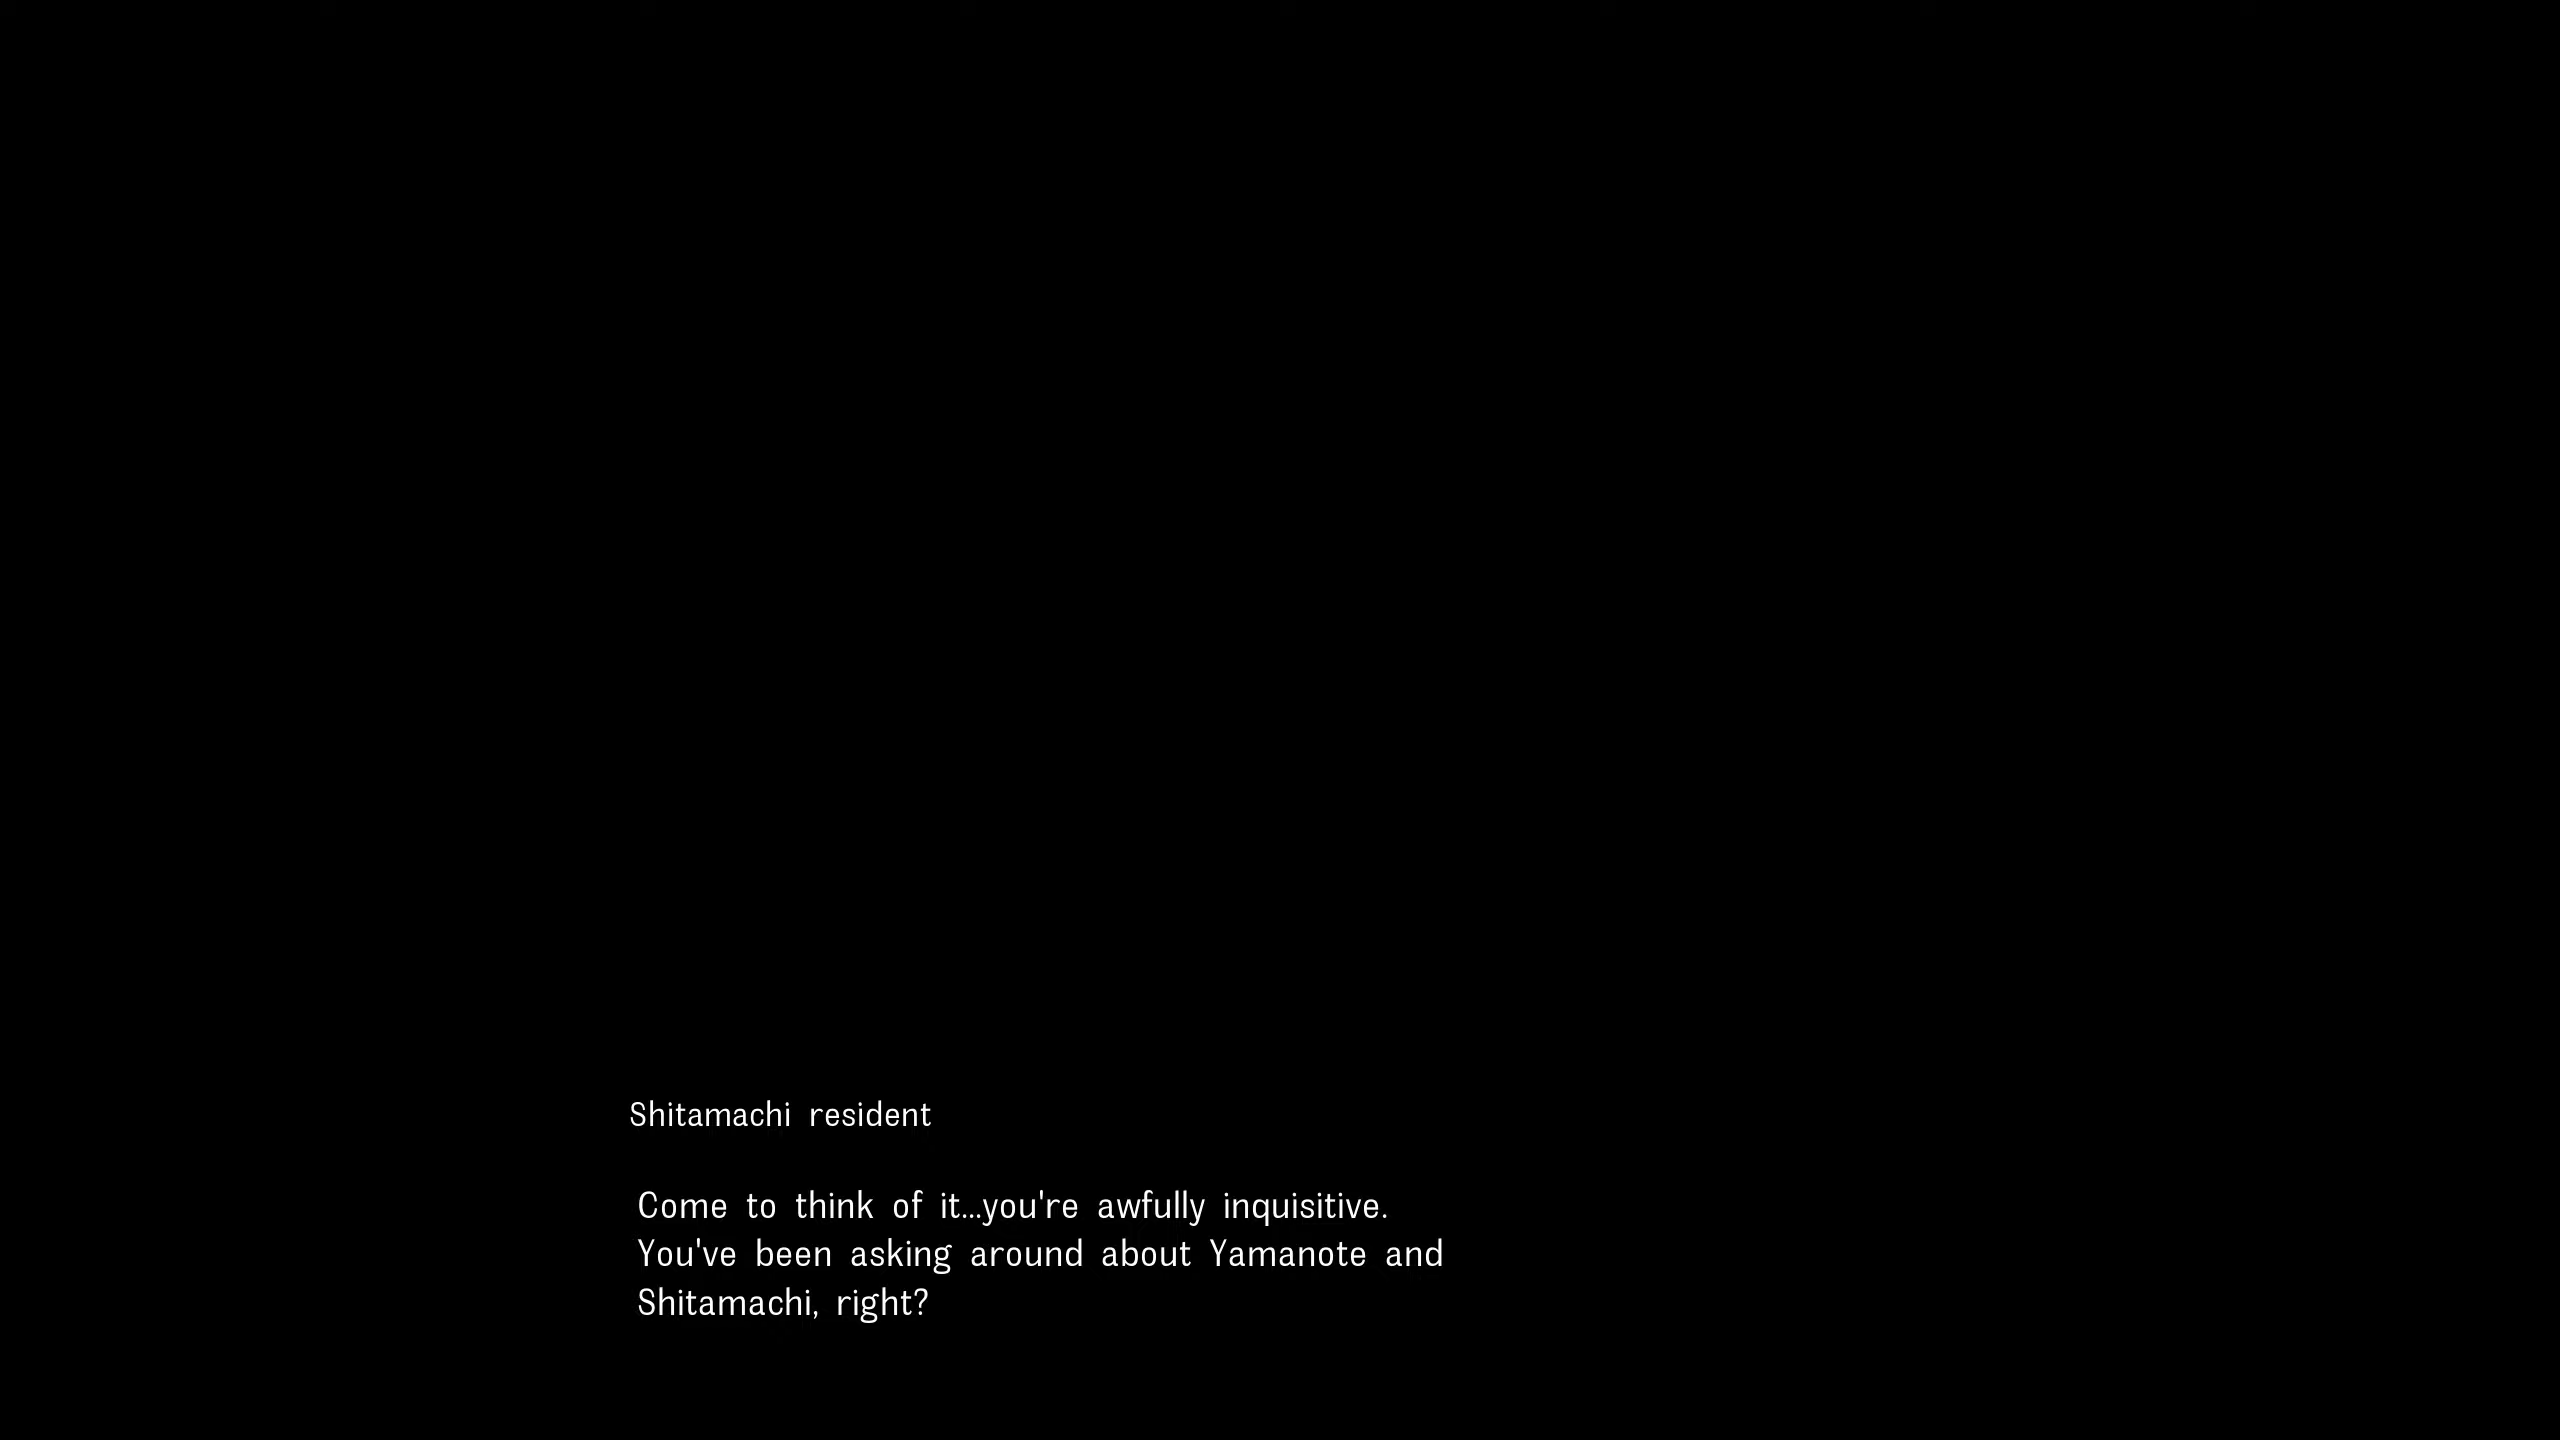 Shitamachi resident
Come to think of it...you're awfully inquisitive.
You've been asking around about Yamanote and
Shitamachi, right?